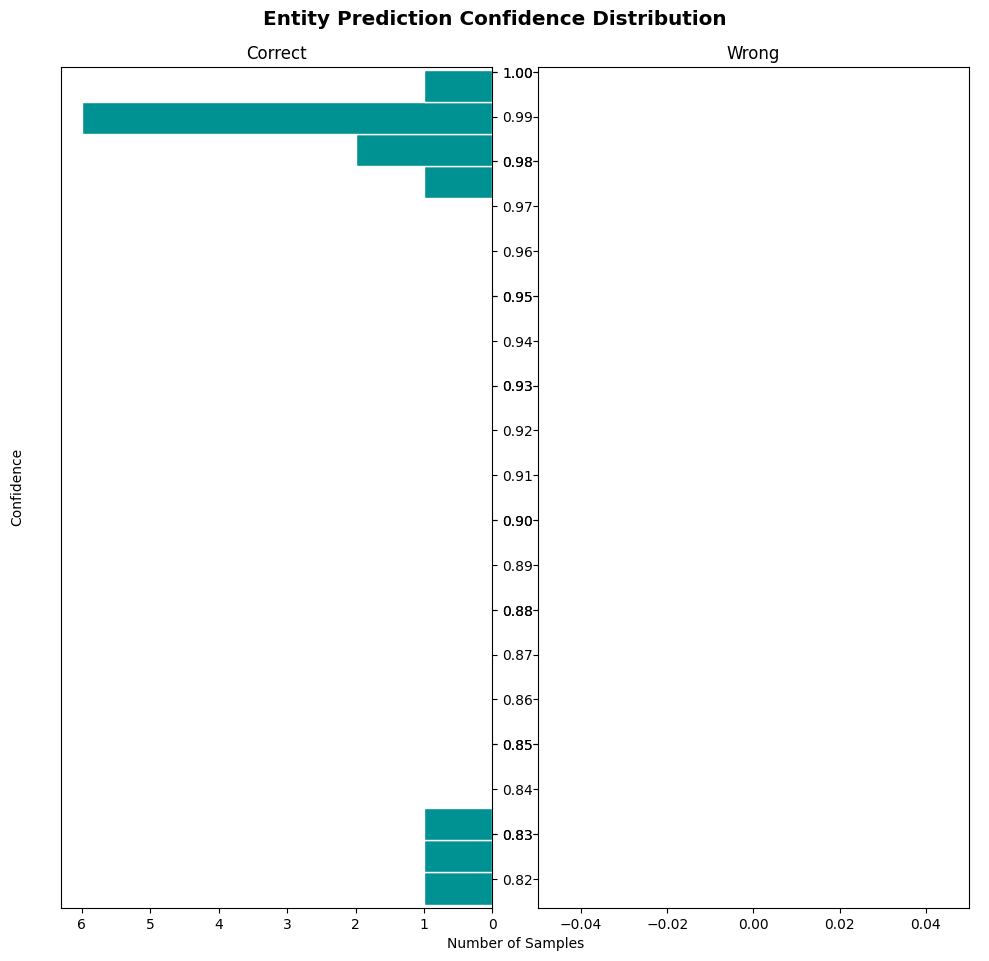 Entity Prediction Confidence Distribution
Correct
Wrong
1.00
0.99
0.98
0.97
0.96
0.95
0.94
0.93
0.92
0.91
0.90
0.89
0.88
0.87
0.86
0.85
0.84
0.83
0.82
Confidence
6 5 4 3 2 1 0
−0.04 −0.02 0.00 0.02 0.04
Number of Samples